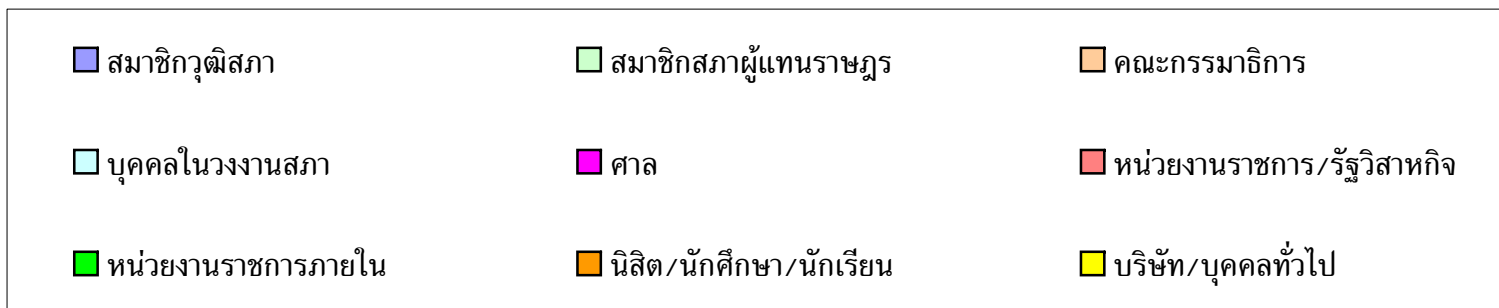 สมาชิกวุฒิสภา สมาชิกสภาผู้แทนราษฎร คณะกรรมาธิการ
บุคคลในวงงานสภา ศาล หน่วยงานราชการ/รัฐวิสาหกิจ
หน่วยงานราชการภายใน นิสิต/นักศึกษา/นักเรียน บริษัท/บุคคลทั่วไป